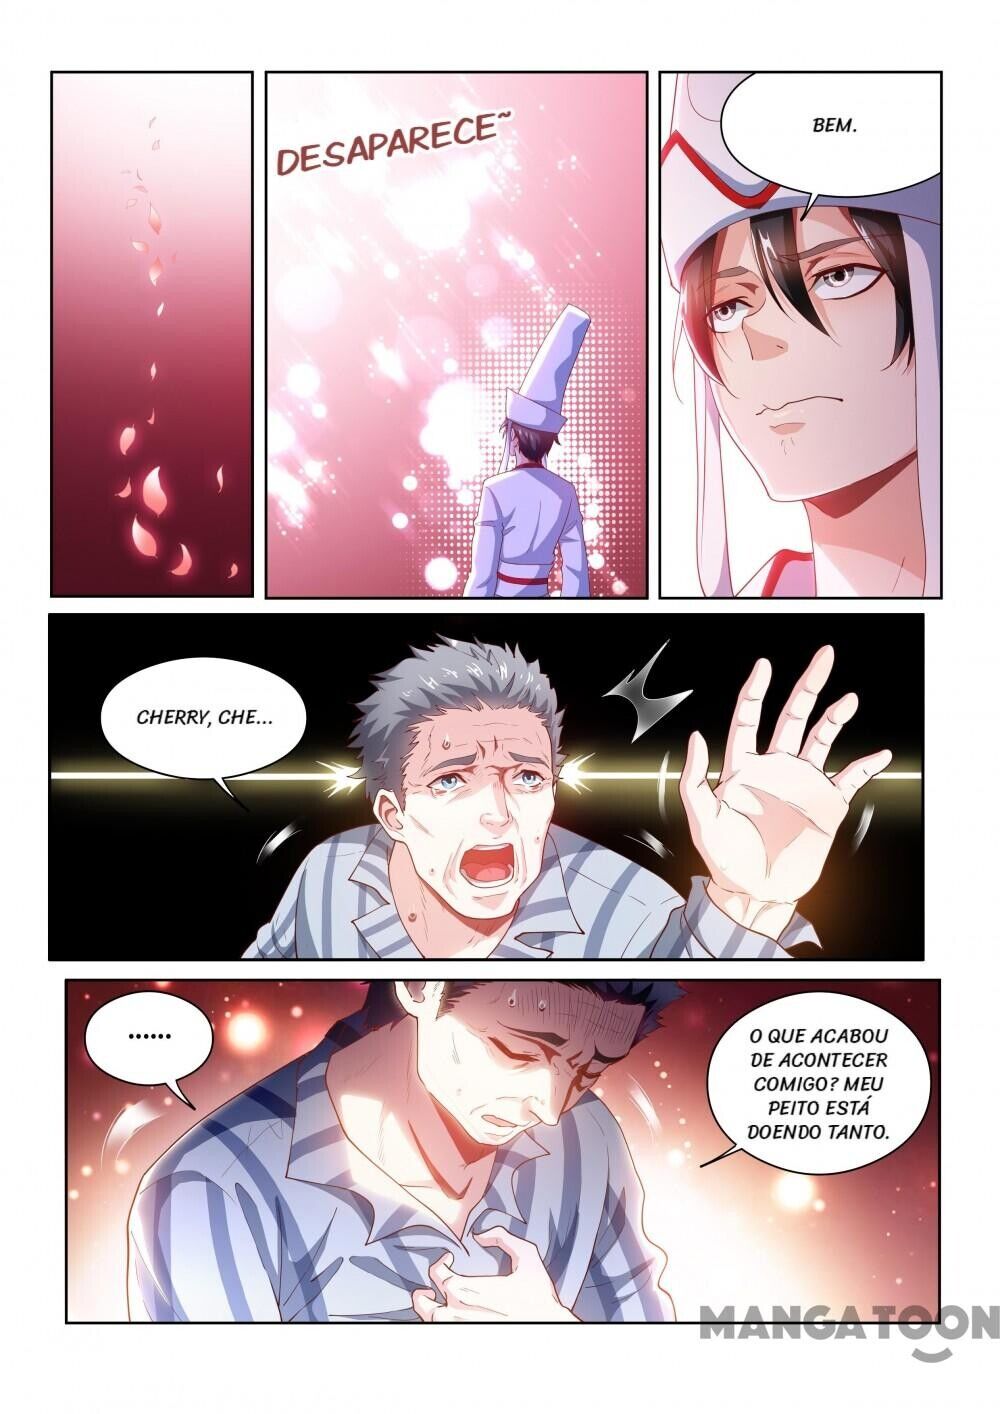 DESAPARECE~
BEM.
CHERRY, CHE...
......
O QUE ACABOU
DE ACONTECER
COMIGO? MEU
PEITO ESTÁ
DOENDO TANTO.
MANGATOON